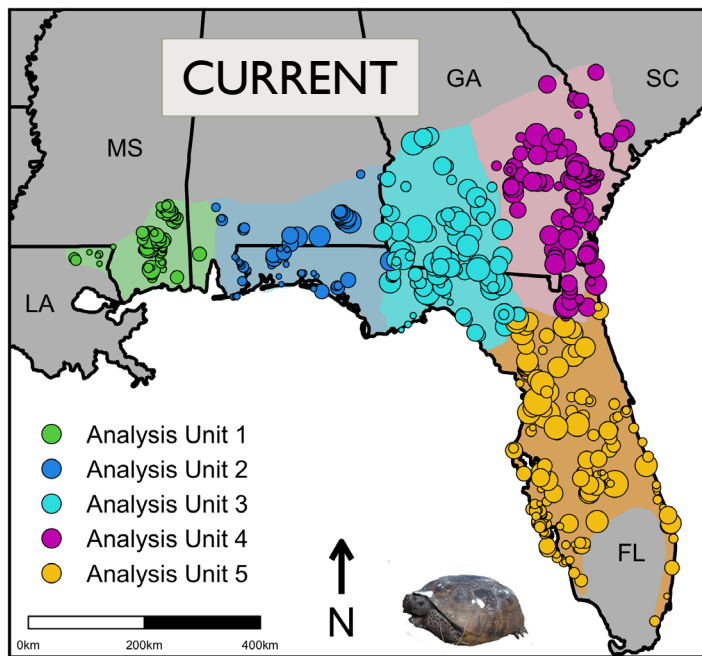 CURRENT
GA
SC
MS
LA
Analysis Unit 1
Analysis Unit 2
Analysis Unit 3
Analysis Unit 4
Analysis Unit 5
FL
N
0km 200km 400km